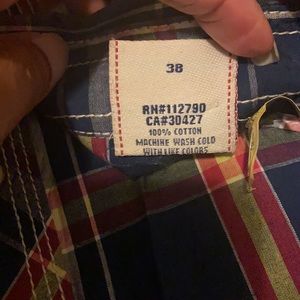 38
RN#112790
CA#30427
100% COTTON
MACHINE WASH COLD
WITH LIKE COLORS